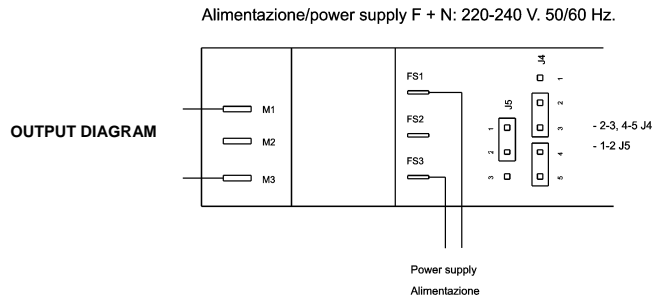 Alimentazione/power supply F + N: 220-240 V. 50/60 Hz.
OUTPUT DIAGRAM
M1
M2
M3
FS1
FS2
FS3
J5
1
2
3
J4
1
2
3
4
5
- 2-3, 4-5 J4
- 1-2 J5
Power supply
Alimentazione